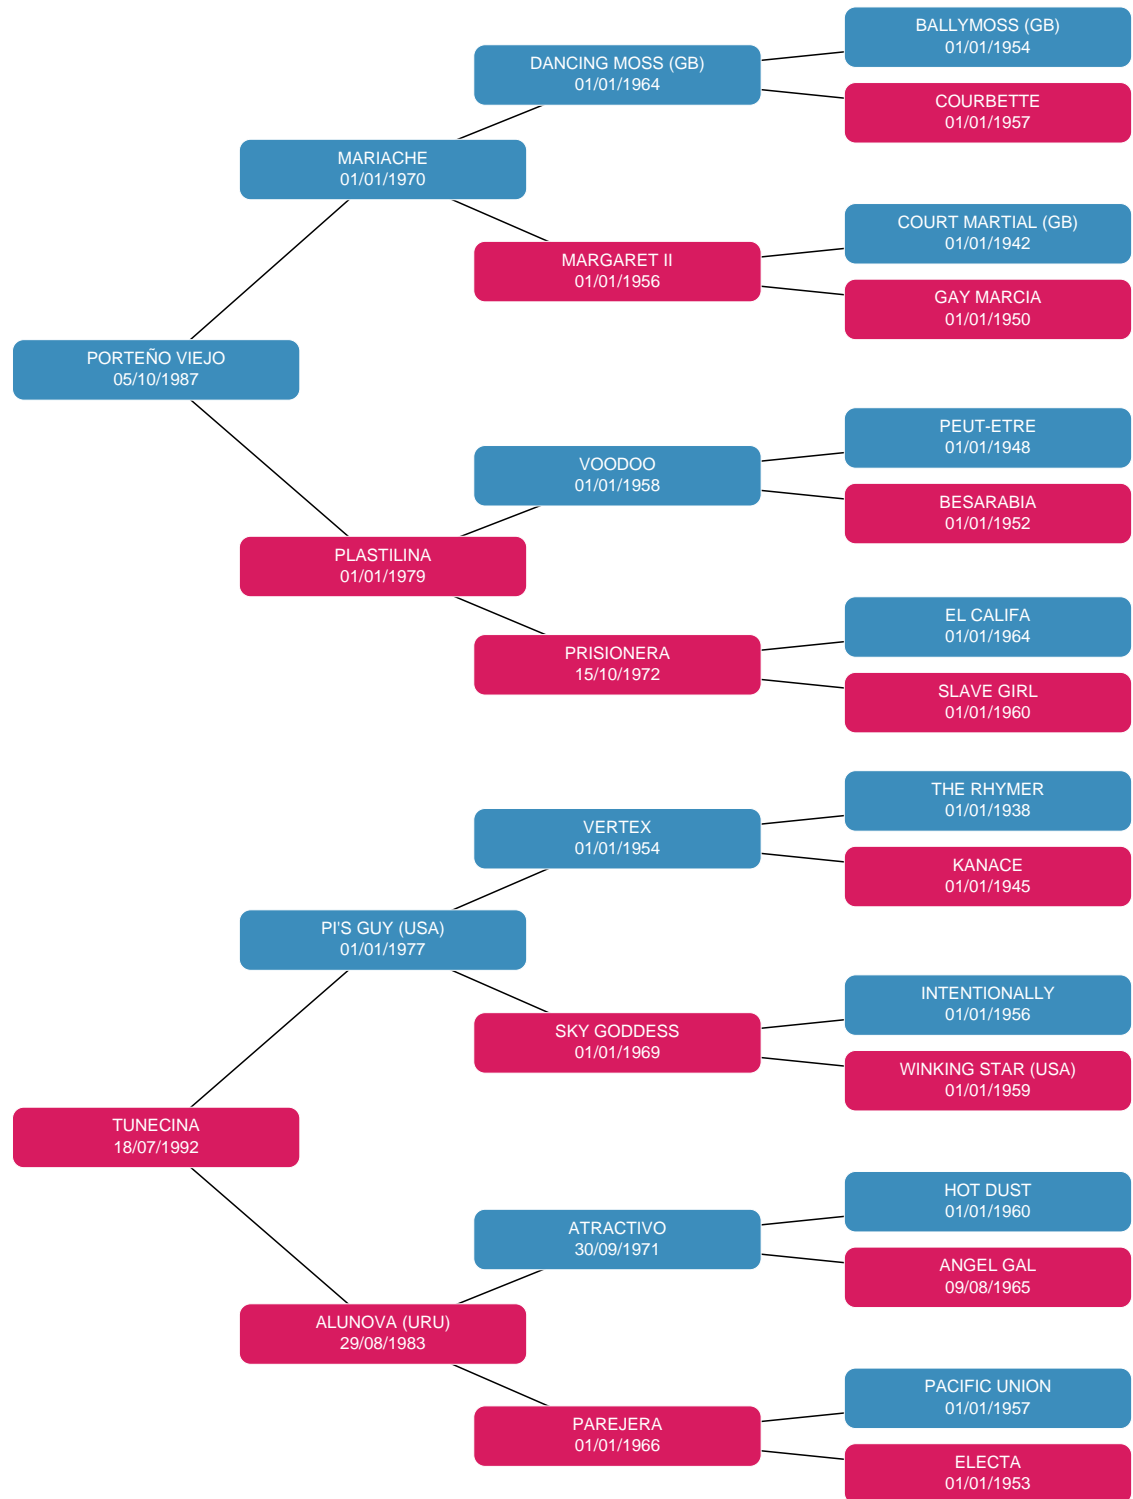 BALLYMOSS (GB)
01/01/1954
DANCING MOSS (GB)
01/01/1964
COURBETTE
01/01/1957
MARIACHE
01/01/1970
COURT MARTIAL (GB)
01/01/1942
MARGARET II
01/01/1956
GAY MARCIA
01/01/1950
PORTEÑO VIEJO
05/10/1987
PEUT-ETRE
01/01/1948
VOODOO
01/01/1958
BESARABIA
01/01/1952
PLASTILINA
01/01/1979
EL CALIFA
01/01/1964
PRISIONERA
15/10/1972
SLAVE GIRL
01/01/1960
THE RHYMER
01/01/1938
VERTEX
01/01/1954
KANACE
01/01/1945
PI'S GUY (USA)
01/01/1977
INTENTIONALLY
01/01/1956
SKY GODDESS
01/01/1969
WINKING STAR (USA)
01/01/1959
TUNECINA
18/07/1992
HOT DUST
01/01/1960
ATRACTIVO
30/09/1971
ANGEL GAL
09/08/1965
ALUNOVA (URU)
29/08/1983
PACIFIC UNION
01/01/1957
PAREJERA
01/01/1966
ELECTA
01/01/1953